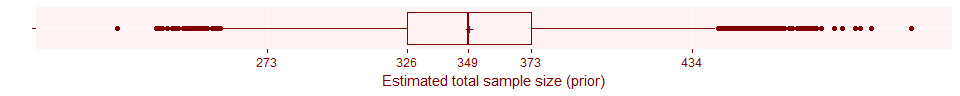 273 326 349 373 434
Estimated total sample size (prior)